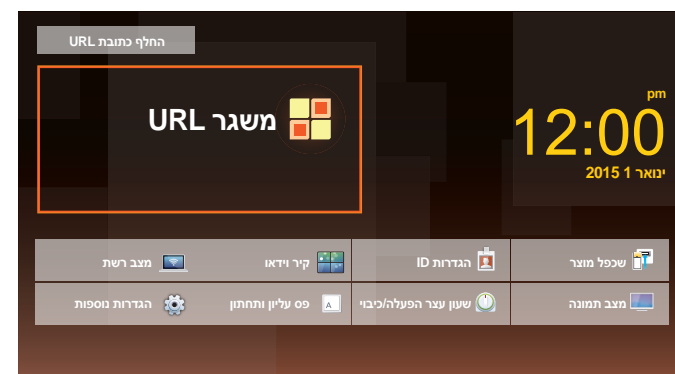 החלף כתובת URL
משגר URL
pm
12:00
ינואר 1 2015
שכפל מוצר
הגדרות ID
קיר וידאו
מצב רשת
מצב תמונה
שעון עצר הפעלה/כיבוי
פס עליון ותחתון
A
הגדרות נוספות